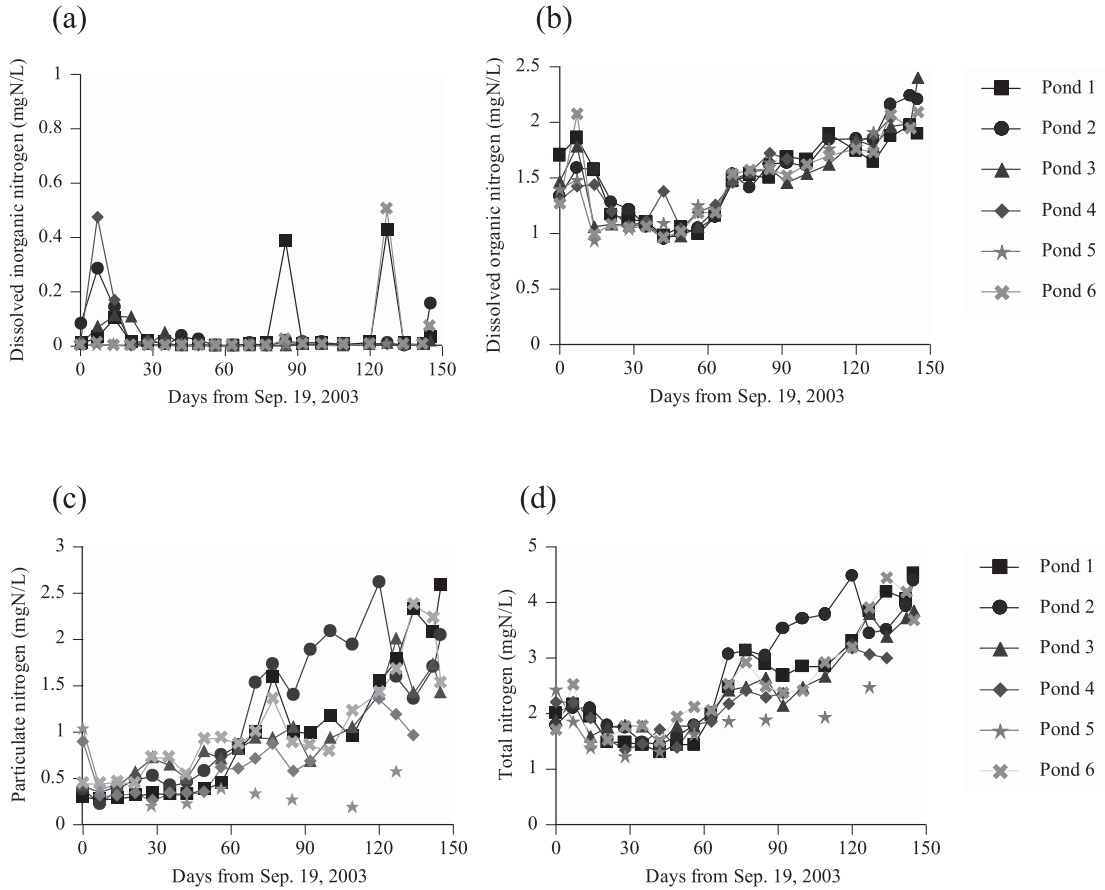 (a)
(b)
Dissolved inorganic nitrogen (mgN/L)
1
0.8
0.6
0.4
0.2
0
0 30 60 90 120 150
Days from Sep. 19, 2003
Dissolved organic nitrogen (mgN/L)
2.5
2
1.5
1
0.5
0
0 30 60 90 120 150
Days from Sep. 19, 2003
Pond 1
Pond 2
Pond 3
Pond 4
Pond 5
Pond 6
(c)
(d)
Particulate nitrogen (mgN/L)
3
2.5
2
1.5
1
0.5
0
0 30 60 90 120 150
Days from Sep. 19, 2003
Total nitrogen (mgN/L)
5
4
3
2
1
0
0 30 60 90 120 150
Days from Sep. 19, 2003
Pond 1
Pond 2
Pond 3
Pond 4
Pond 5
Pond 6